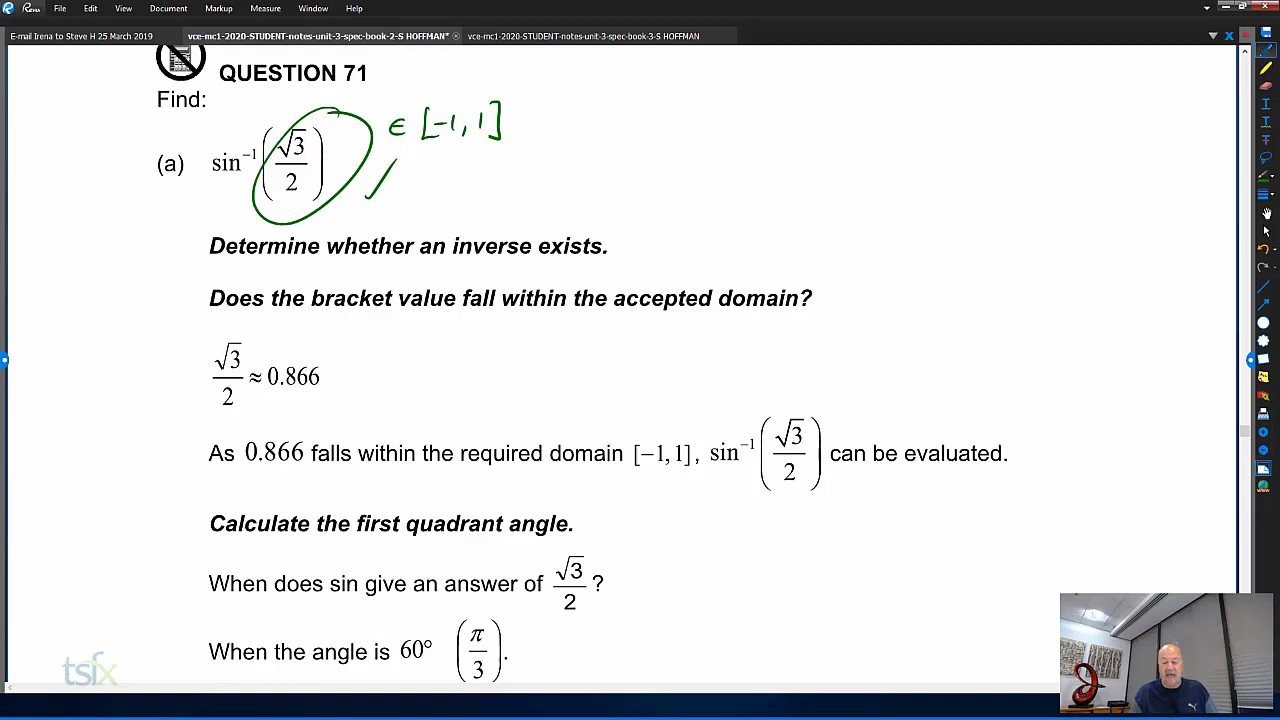 File Edit View Document Markup Measure Window Help
E-mail Irena to Steve H 25 March 2019 vce-mc1-2020-STUDENT-notes-unit-3-spec-book-2-S HOFFMAN* vce-mc1-2020-STUDENT-notes-unit-3-spec-book-3-S HOFFMAN
QUESTION 71
Find:
∈ [-1, 1]
(a) sin⁻¹(√3/2)
Determine whether an inverse exists.
Does the bracket value fall within the accepted domain?
√3/2 ≈ 0.866
As 0.866 falls within the required domain [−1, 1], sin⁻¹(√3/2) can be evaluated.
Calculate the first quadrant angle.
When does sin give an answer of √3/2 ?
When the angle is 60° (π/3).
tsfx